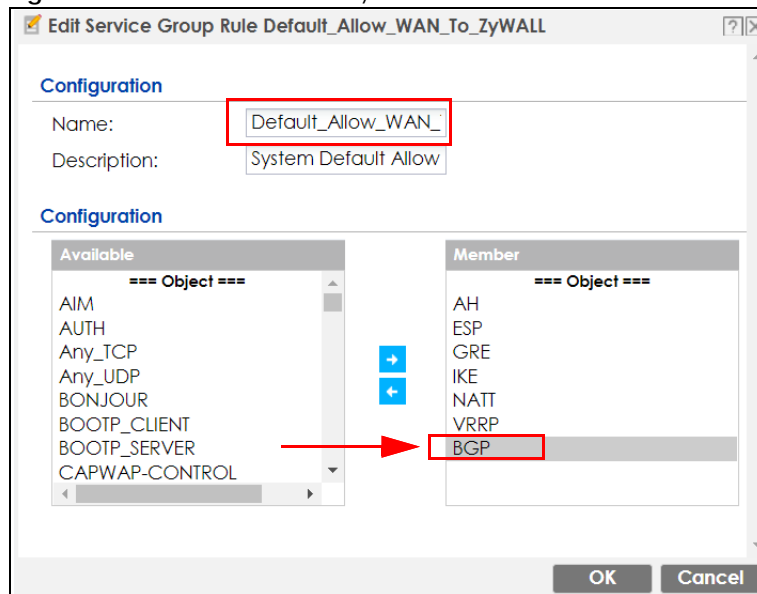 Edit Service Group Rule Default_Allow_WAN_To_ZyWALL
Configuration
Name: Default_Allow_WAN_
Description: System Default Allow
Configuration
Available
=== Object ===
AIM
AUTH
Any_TCP
Any_UDP
BONJOUR
BOOTP_CLIENT
BOOTP_SERVER
CAPWAP-CONTROL
Member
=== Object ===
AH
ESP
GRE
IKE
NATT
VRRP
BGP
OK Cancel